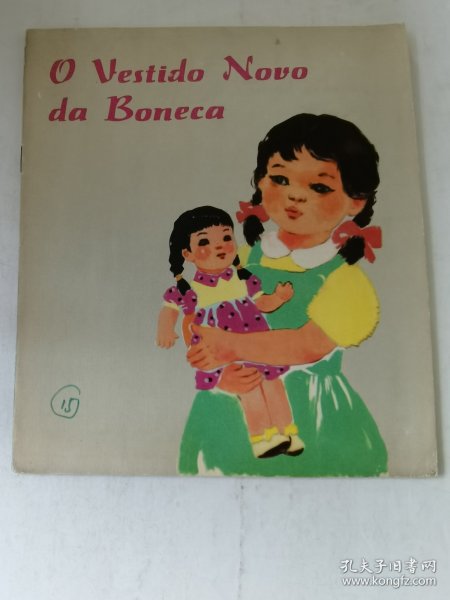 O Vestido Novo
da Boneca
15
孔夫子旧书网
www.kongfz.com